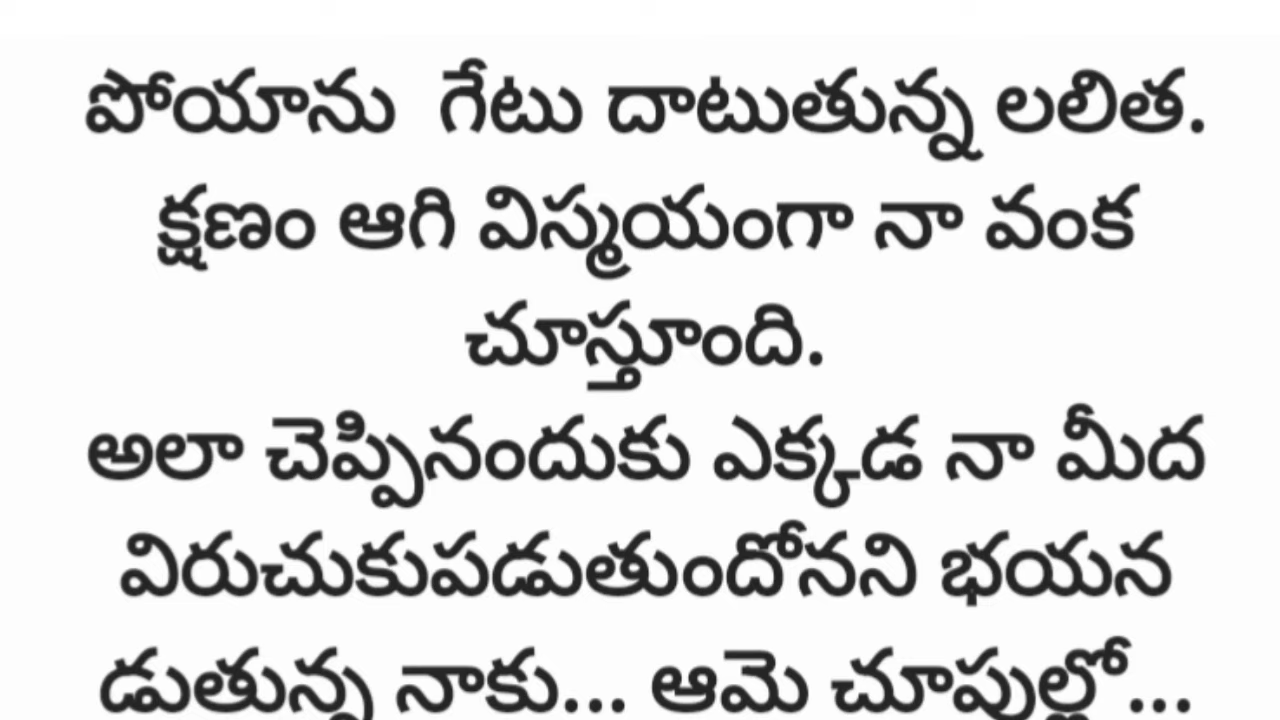 పోయాను గేటు దాటుతున్న లలిత.
క్షణం ఆగి విస్మయంగా నా వంక
చూస్తూంది.
అలా చెప్పినందుకు ఎక్కడ నా మీద
విరుచుకుపడుతుందోనని భయన
డుతున్న నాకు... ఆమె చూపుల్లో...